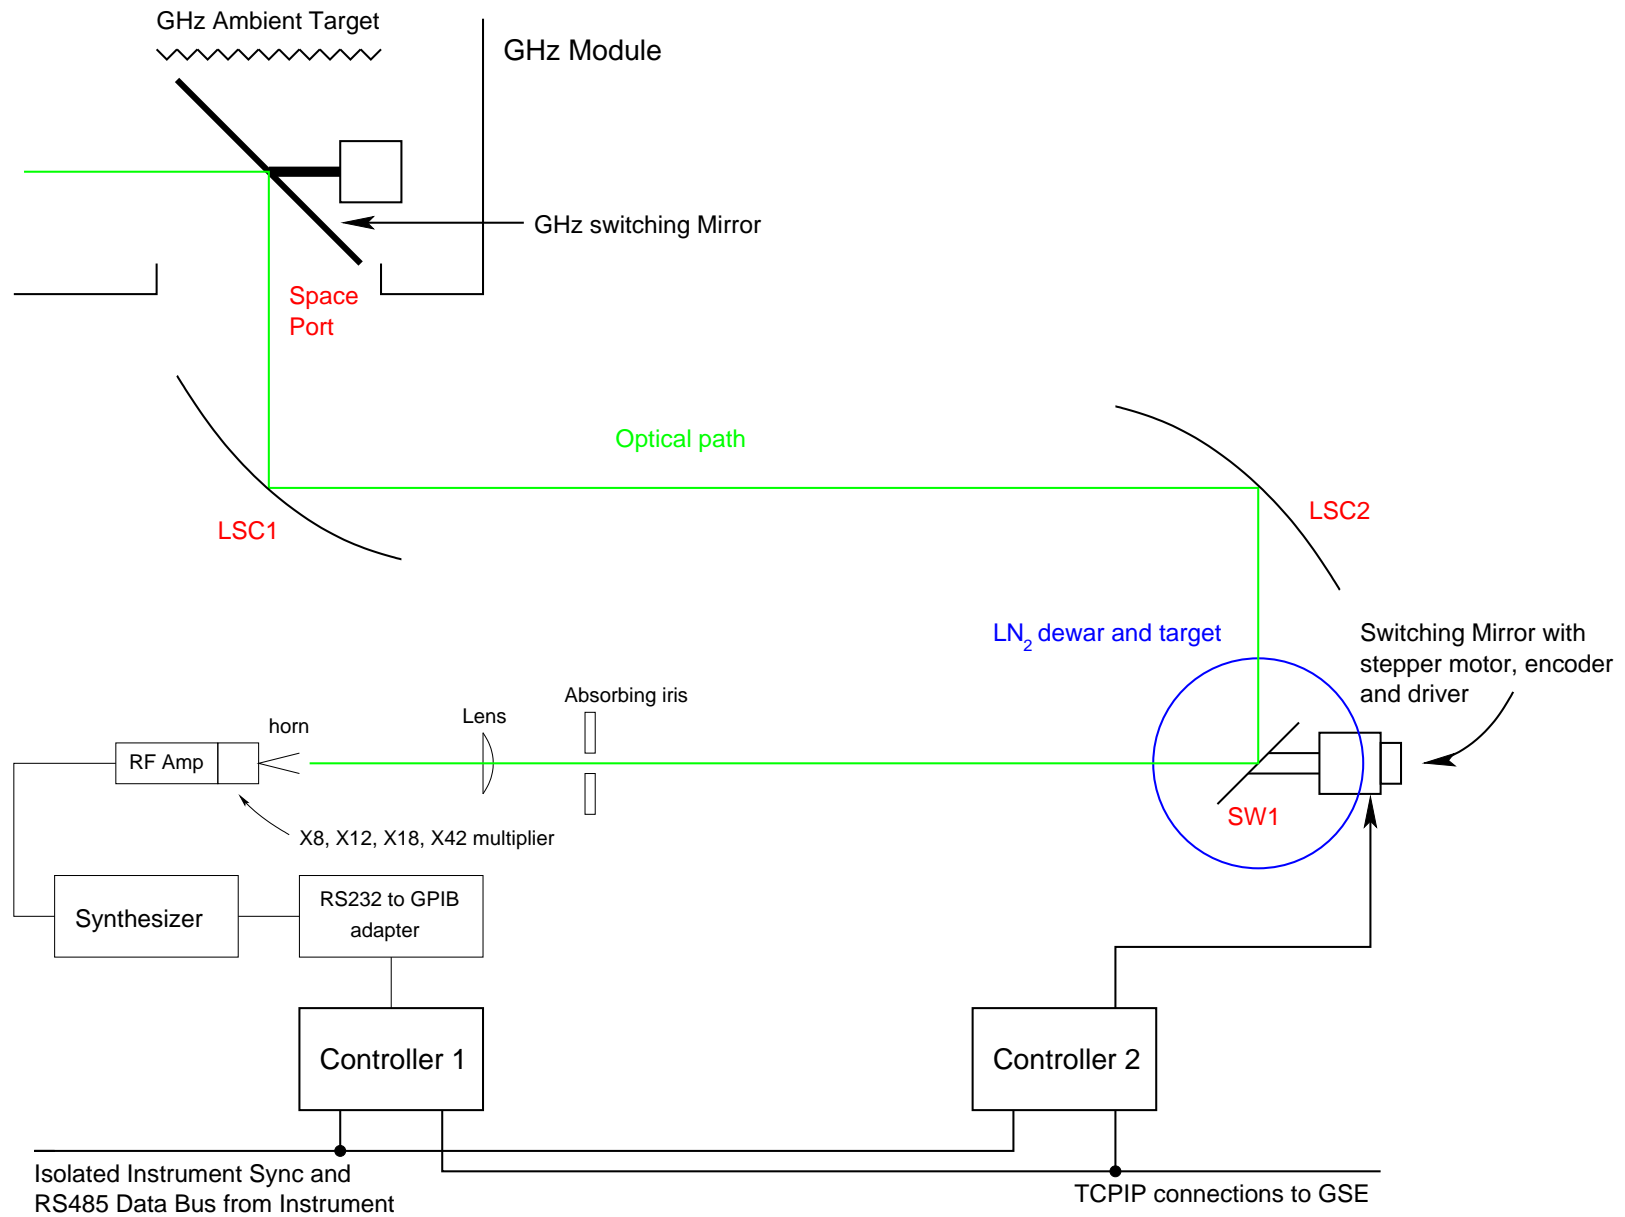 GHz Ambient Target
GHz Module
GHz switching Mirror
Space
Port
Optical path
LSC1
LSC2
LN2 dewar and target
Switching Mirror with
stepper motor, encoder
and driver
Absorbing iris
Lens
horn
RF Amp
SW1
X8, X12, X18, X42 multiplier
RS232 to GPIB
adapter
Synthesizer
Controller 1
Controller 2
Isolated Instrument Sync and
RS485 Data Bus from Instrument
TCPIP connections to GSE